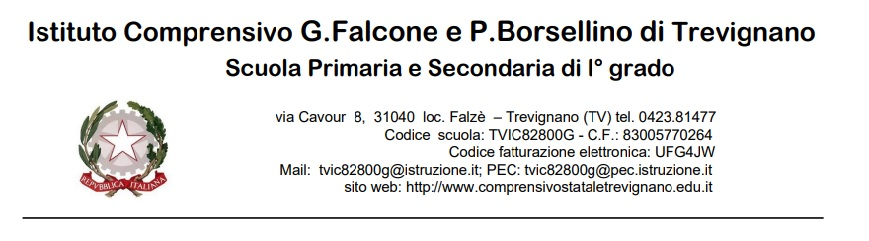 Istituto Comprensivo G.Falcone e P.Borsellino di Trevignano
Scuola Primaria e Secondaria di I° grado
via Cavour 8, 31040 loc. Falzè – Trevignano (TV) tel. 0423.81477
Codice scuola: TVIC82800G - C.F.: 83005770264
Codice fatturazione elettronica: UFG4JW
Mail: tvic82800g@istruzione.it; PEC: tvic82800g@pec.istruzione.it
sito web: http://www.comprensivostataletrevignano.edu.it
REPVBBLICA ITALIANA